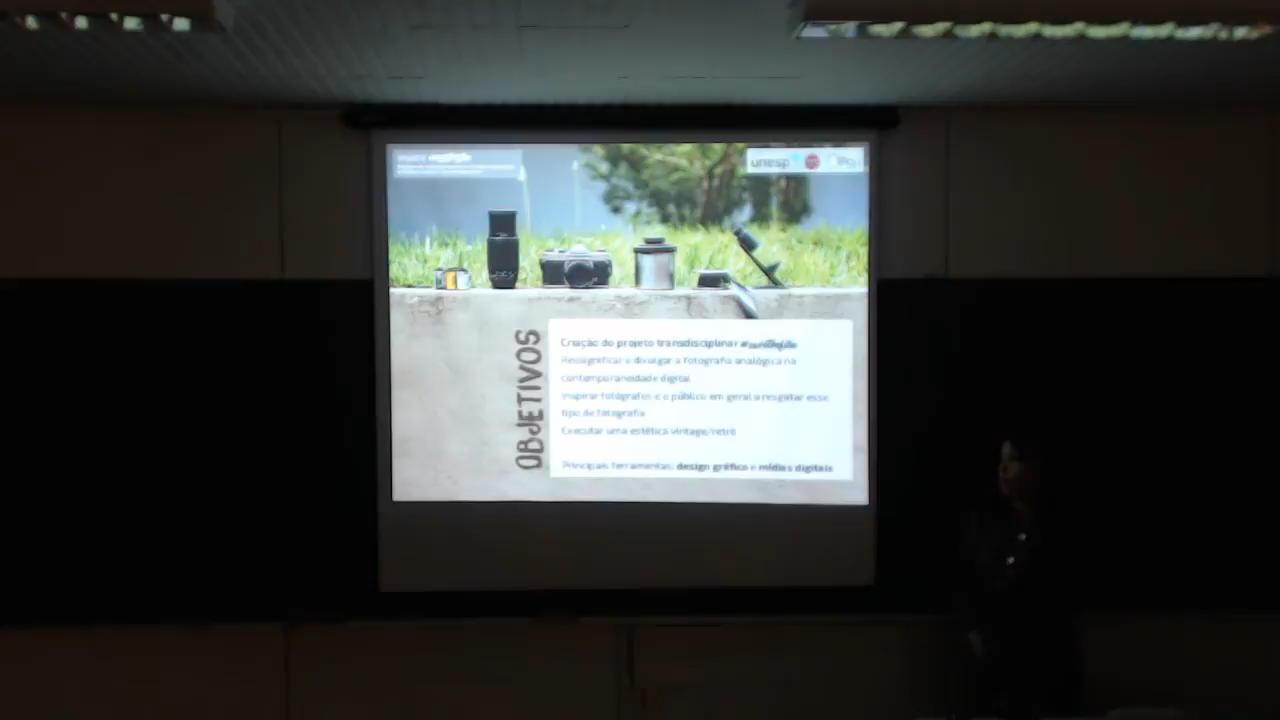 unesp
OBJETIVOS
Criação do projeto transdisciplinar
Ressignificar e divulgar a fotografia analógica na
contemporaneidade digital
Inspirar fotógrafos e o público em geral a resgatar esse
tipo de fotografia
Executar uma estética vintage/retrô
Principais ferramentas: design gráfico e mídias digitais